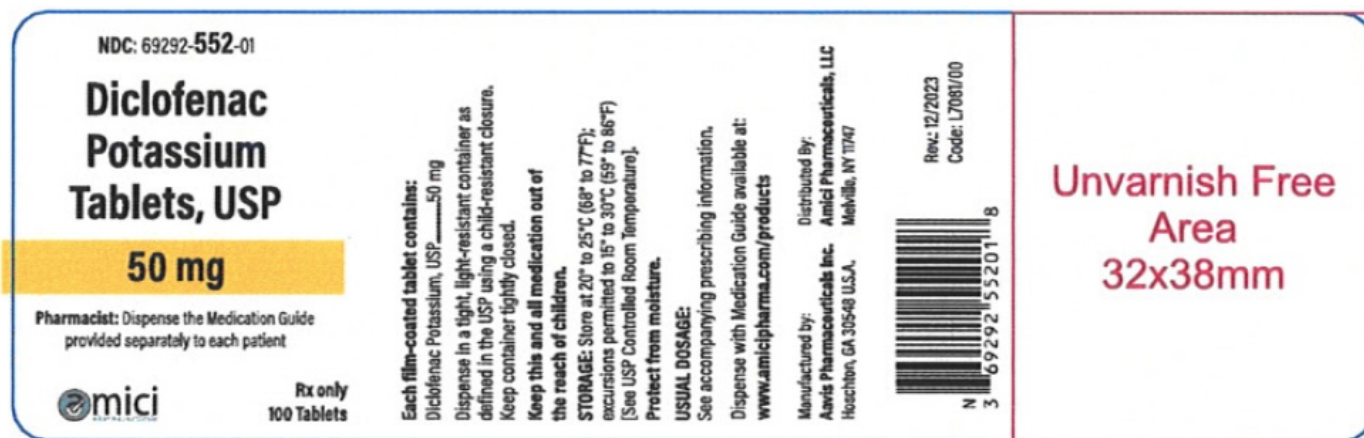 NDC: 69292-552-01
Diclofenac
Potassium
Tablets, USP
50 mg
Pharmacist: Dispense the Medication Guide
provided separately to each patient
amici
Rx only
100 Tablets
Each film-coated tablet contains:
Diclofenac Potassium, USP..........50 mg
Dispense in a tight, light-resistant container as
defined in the USP using a child-resistant closure.
Keep container tightly closed.
Keep this and all medication out of
the reach of children.
STORAGE: Store at 20° to 25°C (68° to 77°F);
excursions permitted to 15° to 30°C (59° to 86°F)
[See USP Controlled Room Temperature].
Protect from moisture.
USUAL DOSAGE:
See accompanying prescribing information.
Dispense with Medication Guide available at:
www.amicipharma.com/products
Manufactured by:
Aavis Pharmaceuticals Inc.
Hoschton, GA 30548 U.S.A.
Distributed By:
Amici Pharmaceuticals, LLC
Melville, NY 11747
N
3 69292 55201 8
Rev.: 12/2023
Code: L7081/00
Unvarnish Free
Area
32x38mm